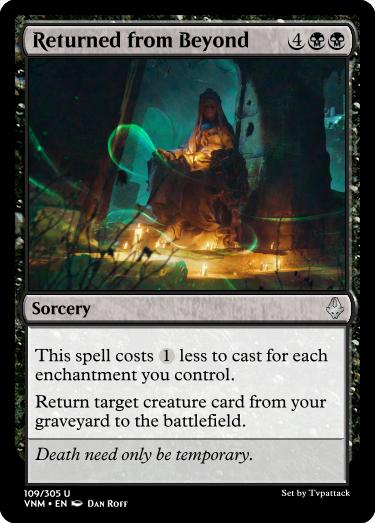 Returned from Beyond 4
Sorcery
This spell costs 1 less to cast for each
enchantment you control.
Return target creature card from your
graveyard to the battlefield.
Death need only be temporary.
109/305 U
VNM • EN Dan Roff
Set by Tvpattack